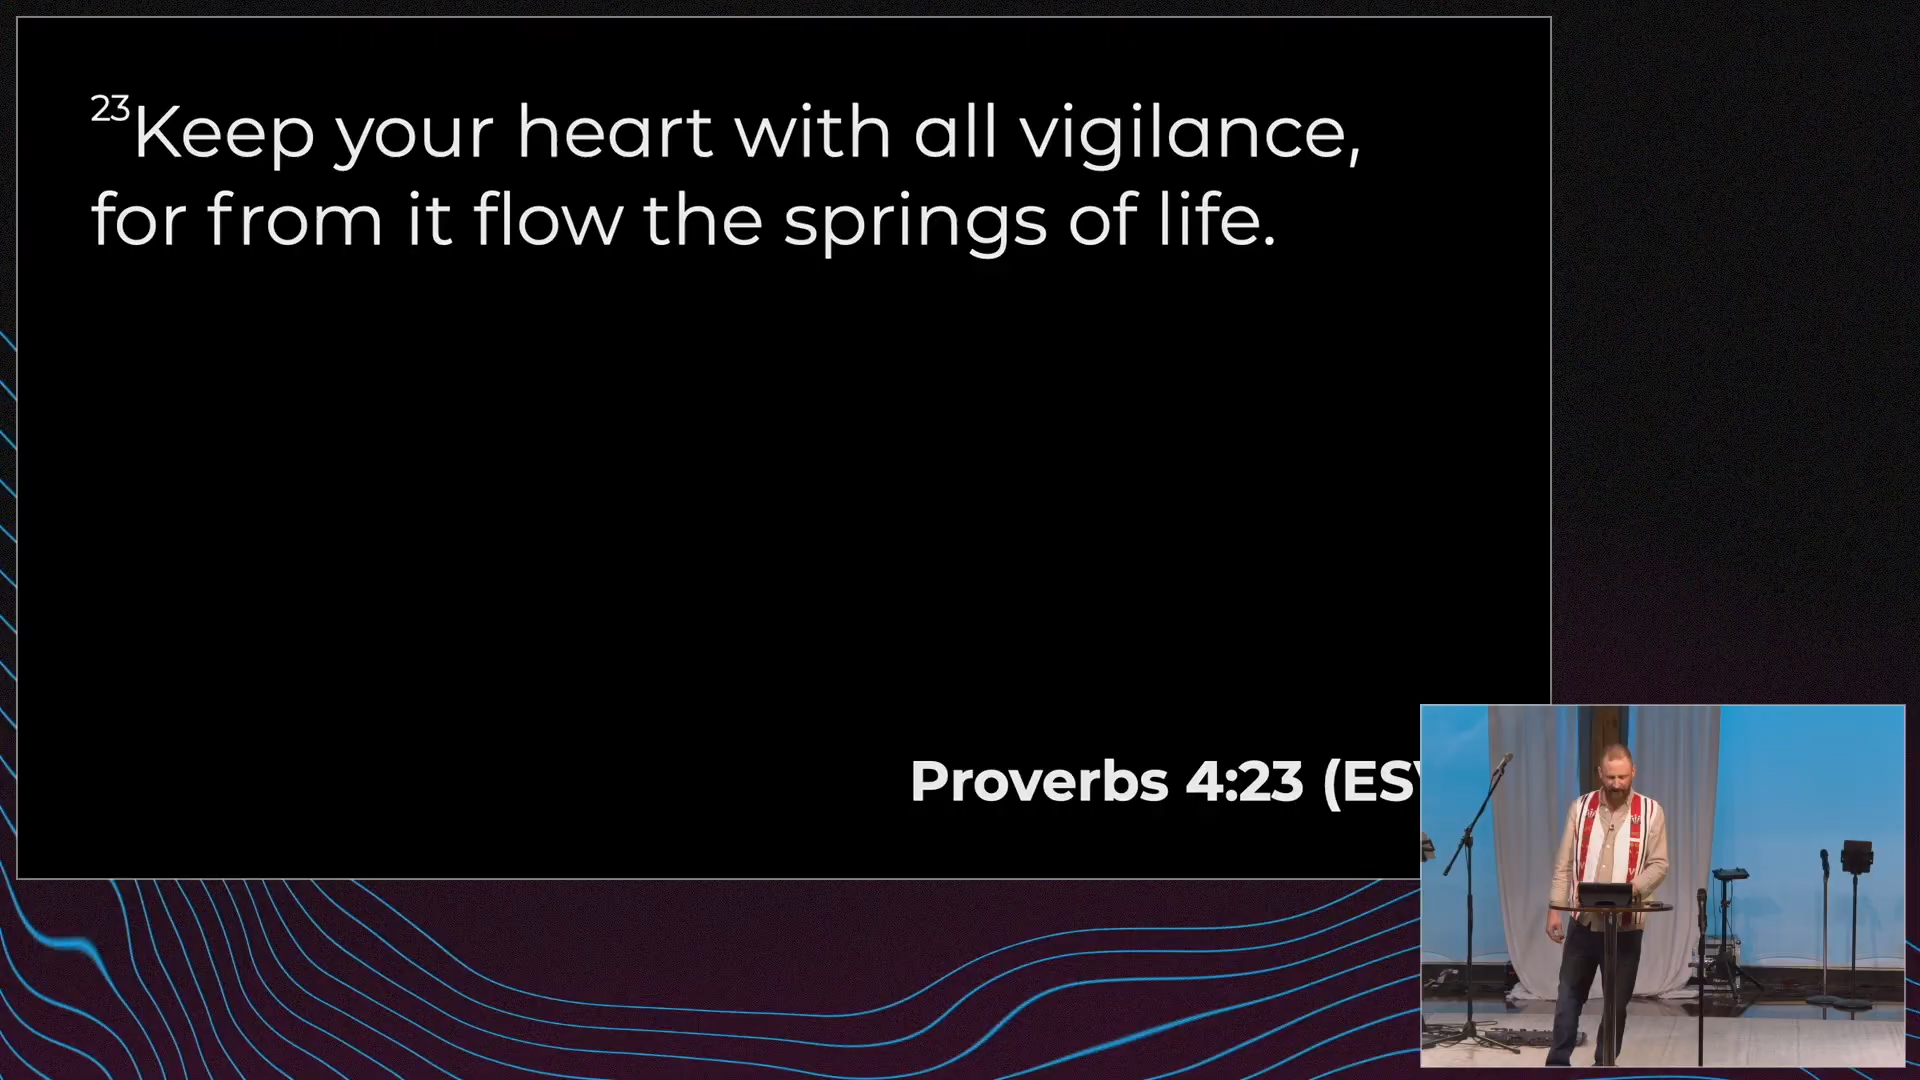 23Keep your heart with all vigilance,
for from it flow the springs of life.
Proverbs 4:23 (ES